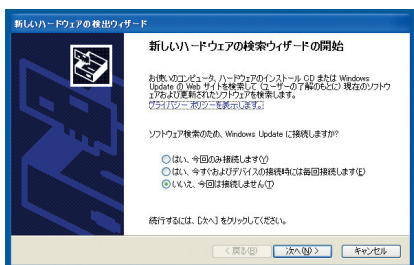 新しいハードウェアの検出ウィザード
新しいハードウェアの検索ウィザードの開始
お使いのコンピュータ、ハードウェアのインストール CD または Windows
Update の Web サイトを検索して (ユーザーの了解のもとに) 現在のソフトウ
ェアおよび更新されたソフトウェアを検索します。
プライバシー ポリシーを表示します。
ソフトウェア検索のため、Windows Update に接続しますか?
はい、今回のみ接続します(Y)
はい、今すぐおよびデバイスの接続時には毎回接続します(E)
いいえ、今回は接続しません(T)
続行するには、[次へ] をクリックしてください。
< 戻る(B) 次へ(N) > キャンセル